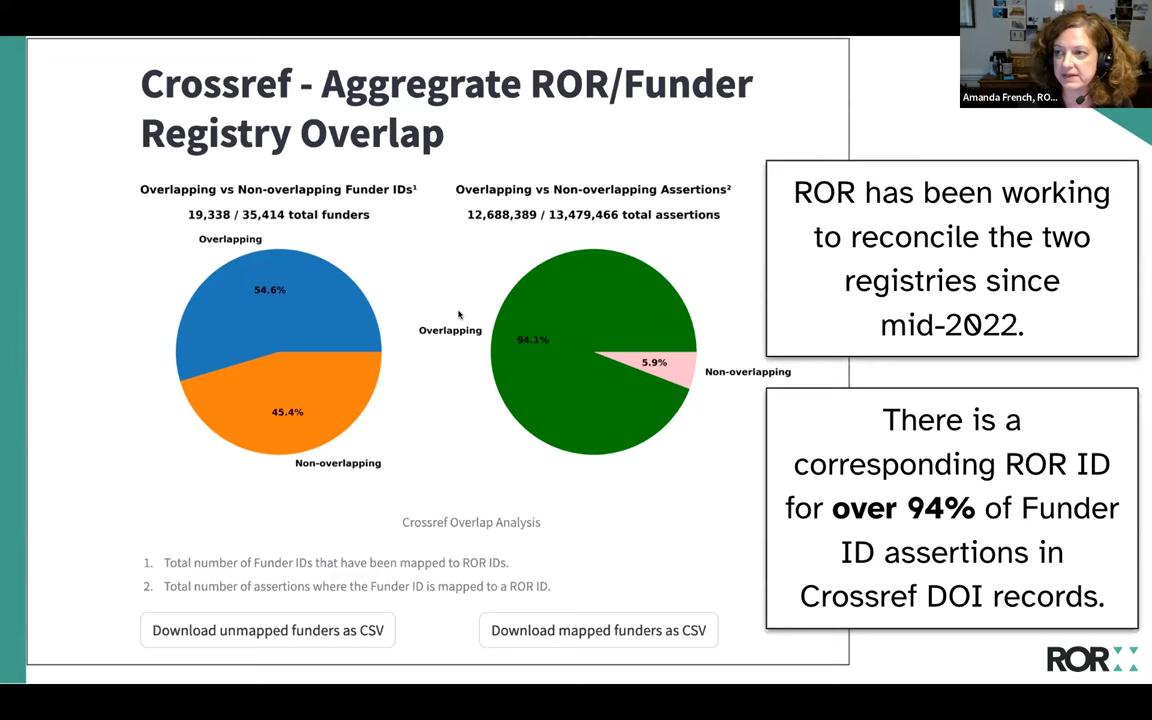 Crossref - Aggregrate ROR/Funder
Registry Overlap
Overlapping vs Non-overlapping Funder IDs¹
19,338 / 35,414 total funders
Overlapping
54.6%
45.4%
Non-overlapping
Overlapping vs Non-overlapping Assertions²
12,688,389 / 13,479,466 total assertions
Overlapping
94.1%
5.9%
Non-overlapping
Crossref Overlap Analysis
1. Total number of Funder IDs that have been mapped to ROR IDs.
2. Total number of assertions where the Funder ID is mapped to a ROR ID.
Download unmapped funders as CSV
Download mapped funders as CSV
Amanda French, RO...
ROR has been working
to reconcile the two
registries since
mid-2022.
There is a
corresponding ROR ID
for over 94% of Funder
ID assertions in
Crossref DOI records.
ROR